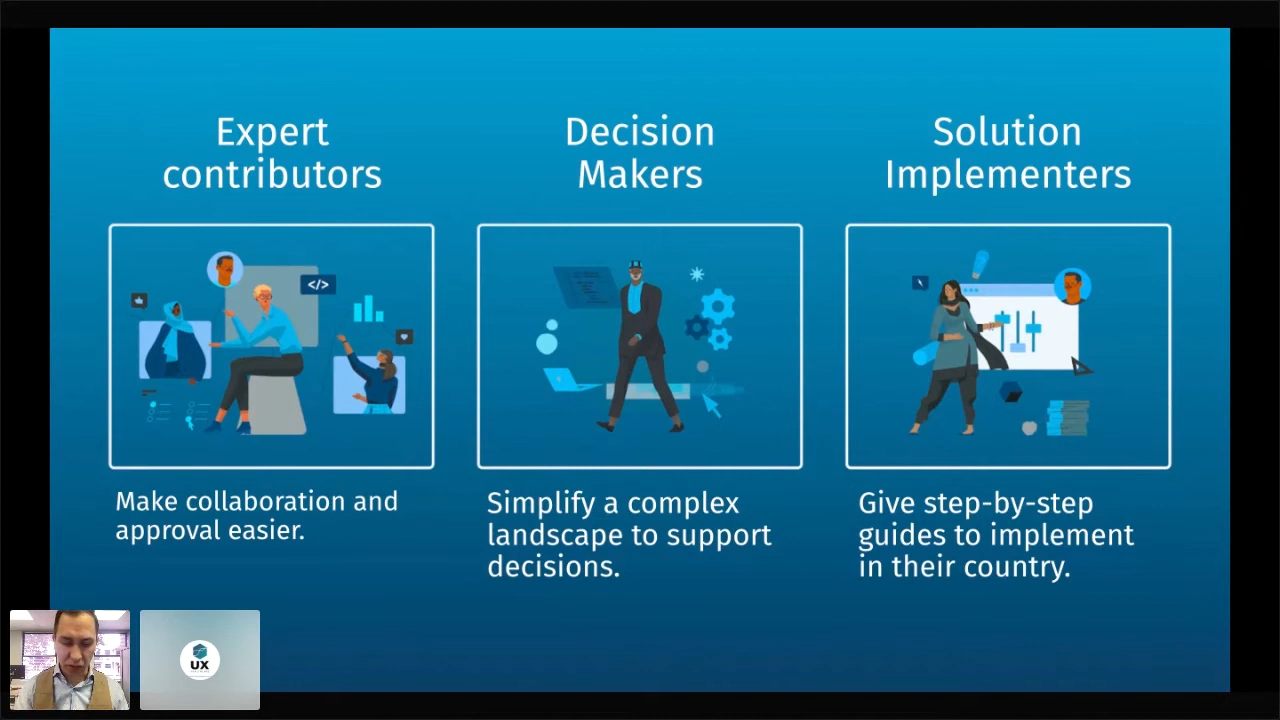 Expert
contributors
Decision
Makers
Solution
Implementers
</>
Make collaboration and
approval easier.
Simplify a complex
landscape to support
decisions.
Give step-by-step
guides to implement
in their country.
UX